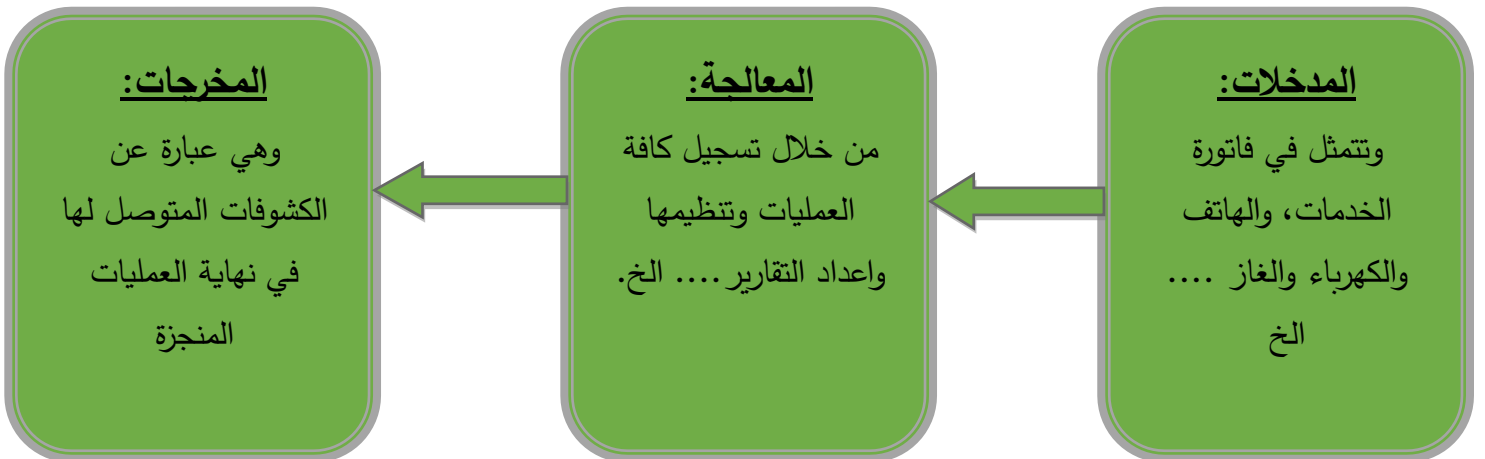 المدخلات:
وتتمثل في فاتورة
الخدمات، والهاتف
والكهرباء والغاز ....
الخ
المعالجة:
من خلال تسجيل كافة
العمليات وتنظيمها
واعداد التقارير .... الخ.
المخرجات:
وهي عبارة عن
الكشوفات المتوصل لها
في نهاية العمليات
المنجزة